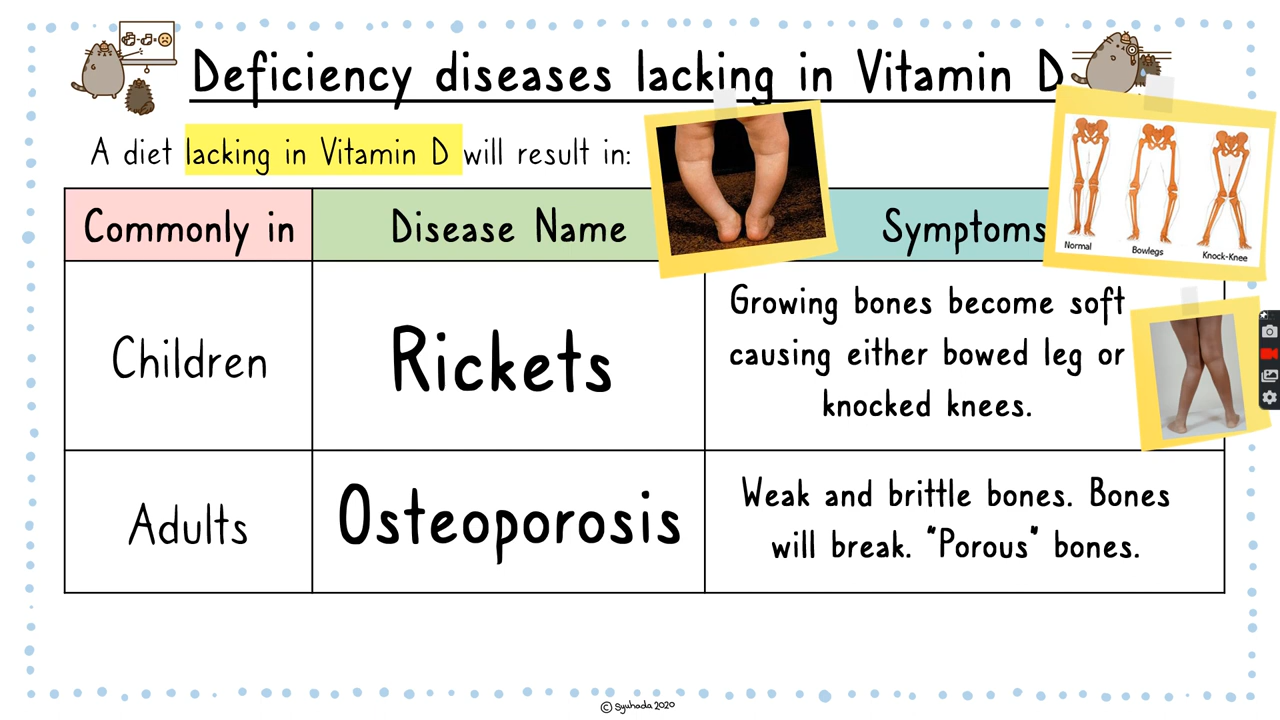 Deficiency diseases lacking in Vitamin D
A diet lacking in Vitamin D will result in:
Commonly in
Disease Name
Symptoms
Normal
Bowlegs
Knock-Knee
Children
Rickets
Growing bones become soft
causing either bowed leg or
knocked knees.
Adults
Osteoporosis
Weak and brittle bones. Bones
will break. "Porous" bones.
© Syuhada 2020